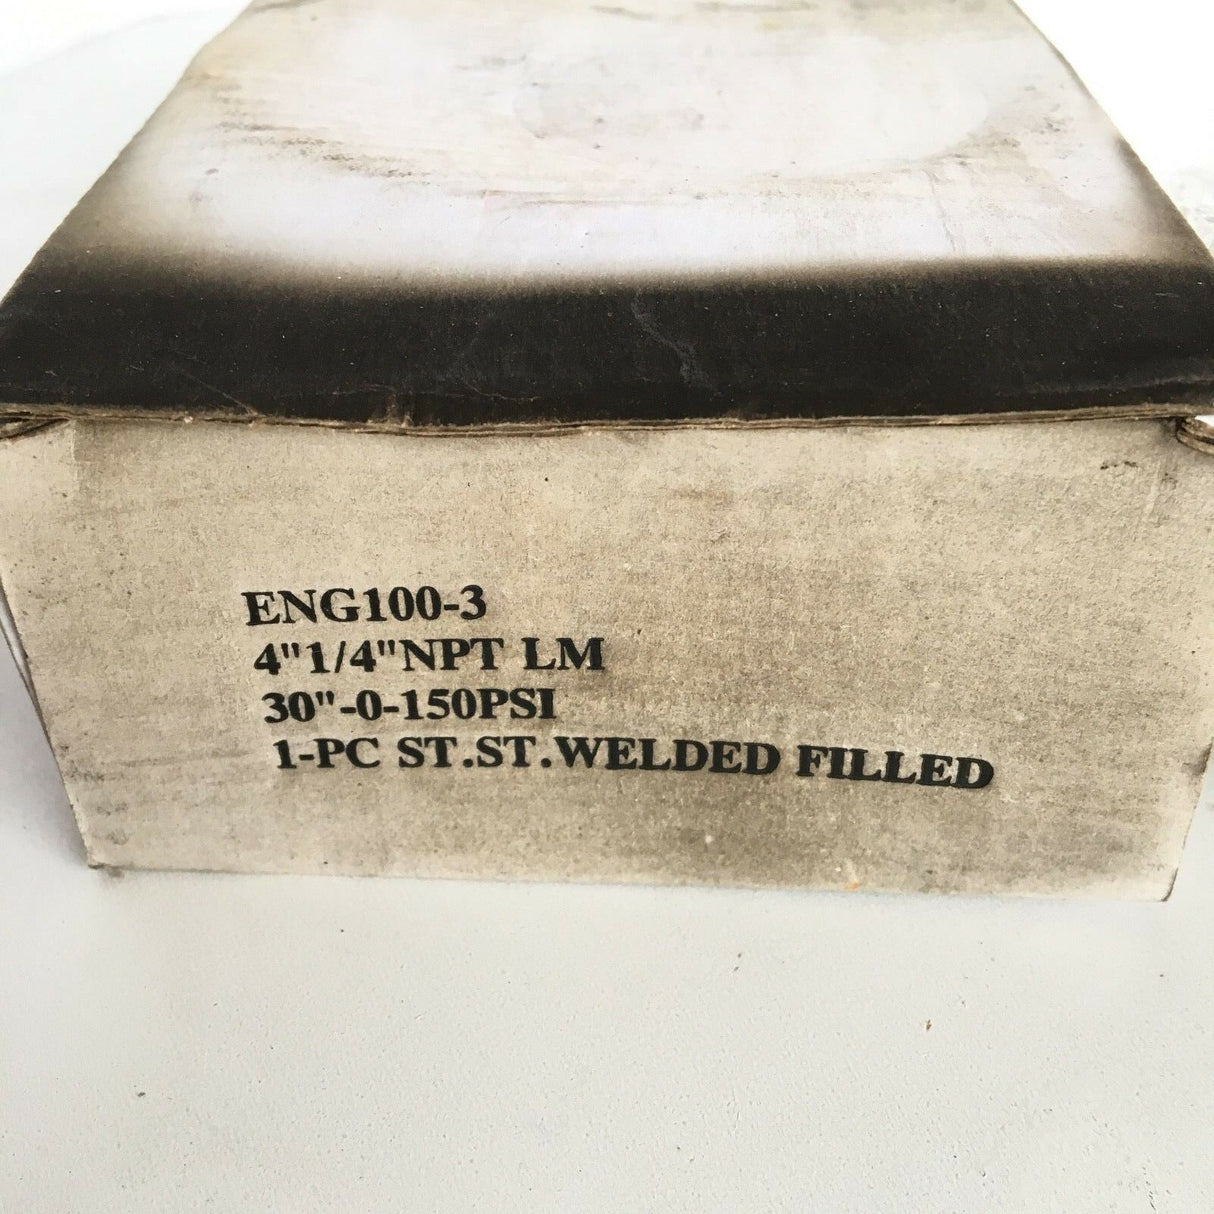 ENG100-3
4"1/4"NPT LM
30"-0-150PSI
1-PC ST.ST.WELDED FILLED